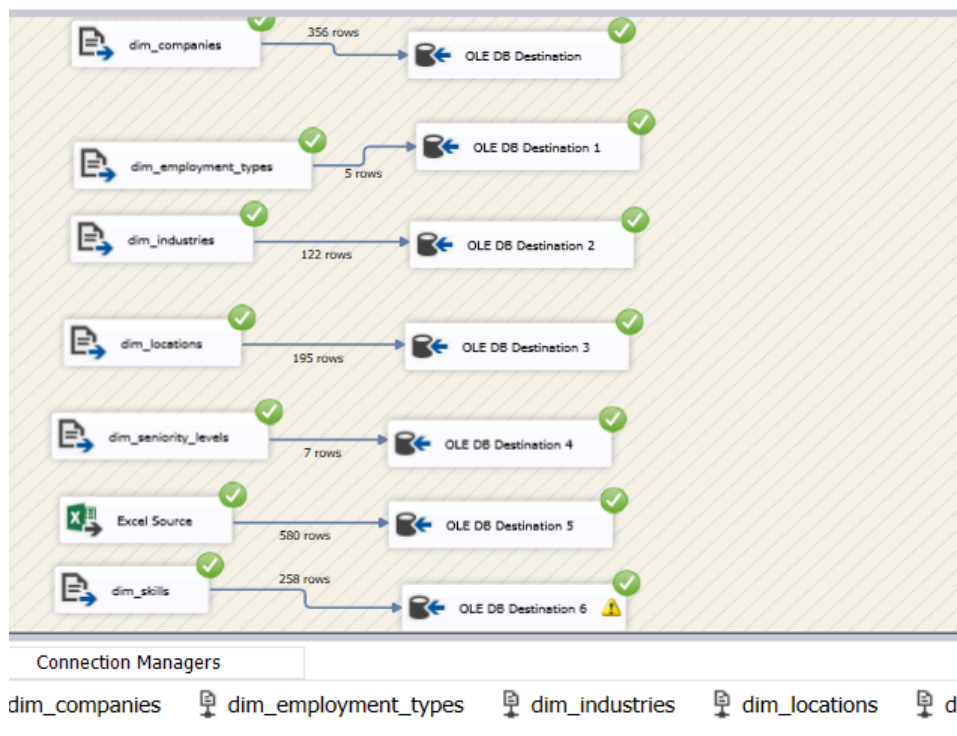 dim_companies
356 rows
OLE DB Destination
dim_employment_types
5 rows
OLE DB Destination 1
dim_industries
122 rows
OLE DB Destination 2
dim_locations
195 rows
OLE DB Destination 3
dim_seniority_levels
7 rows
OLE DB Destination 4
Excel Source
580 rows
OLE DB Destination 5
dim_skills
258 rows
OLE DB Destination 6
Connection Managers
dim_companies dim_employment_types dim_industries dim_locations d